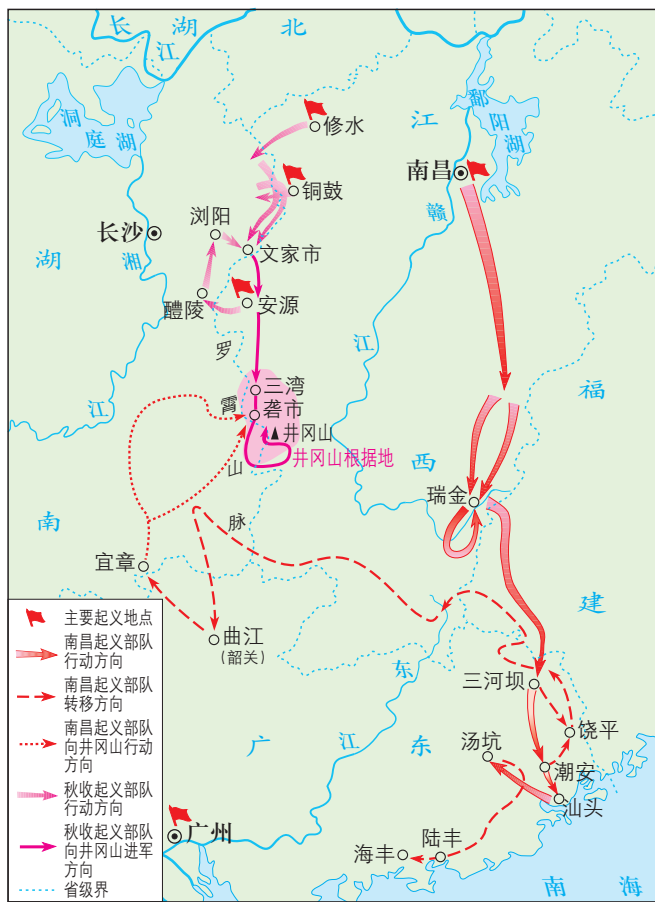 长
江
湖
北
洞
庭
湖
修水
江
鄱
阳
湖
南昌
铜鼓
赣
浏阳
长沙
文家市
湖
湘
醴陵
安源
江
罗
福
三湾
霄
砻市
江
井冈山
井冈山根据地
山
西
瑞金
南
脉
宜章
建
曲江
(韶关)
东
三河坝
饶平
广
江
东
汤坑
潮安
汕头
广州
海丰
陆丰
南
海
主要起义地点
南昌起义部队
行动方向
南昌起义部队
转移方向
南昌起义部队
向井冈山行动
方向
秋收起义部队
行动方向
秋收起义部队
向井冈山进军
方向
省级界